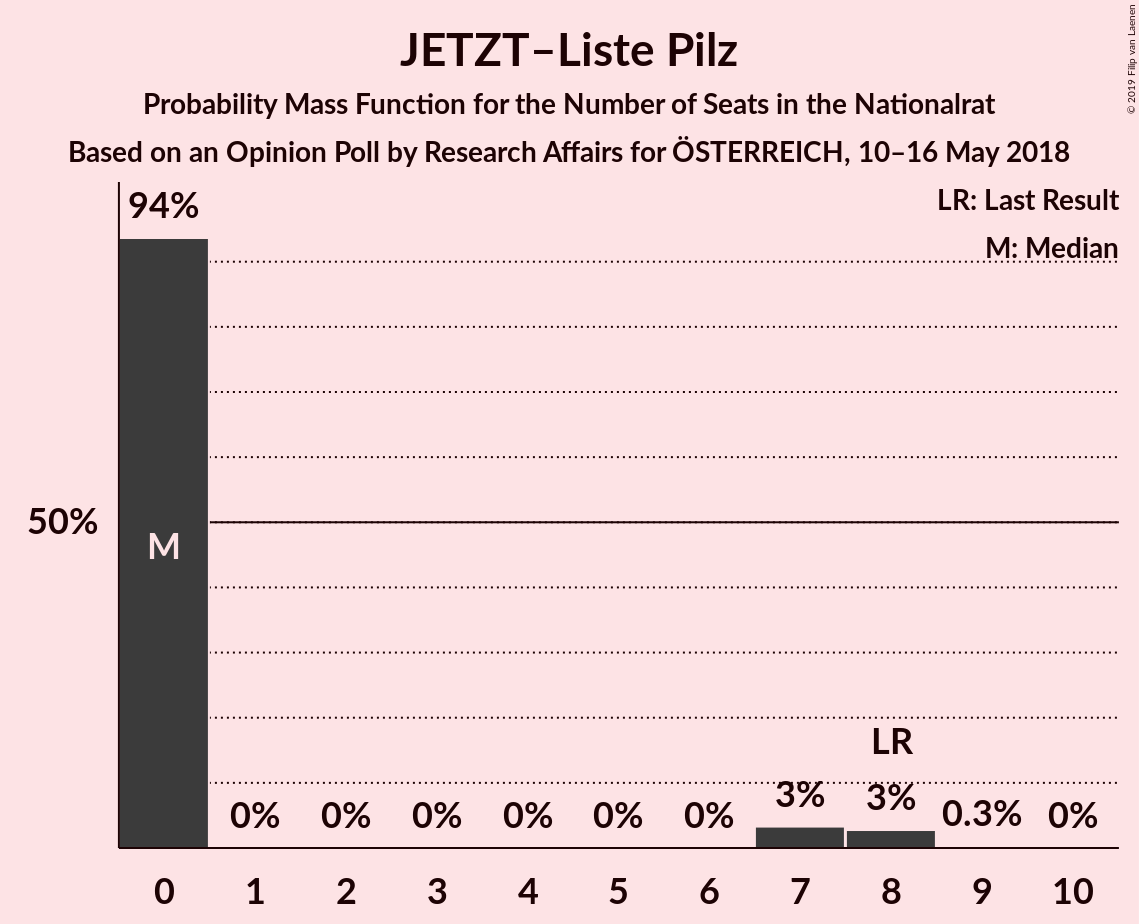 JETZT–Liste Pilz
Probability Mass Function for the Number of Seats in the Nationalrat
Based on an Opinion Poll by Research Affairs for ÖSTERREICH, 10–16 May 2018
© 2019 Filip van Laenen
LR: Last Result
M: Median
94%
50%
M
LR
0% 0% 0% 0% 0% 0% 3% 3% 0.3% 0%
0 1 2 3 4 5 6 7 8 9 10